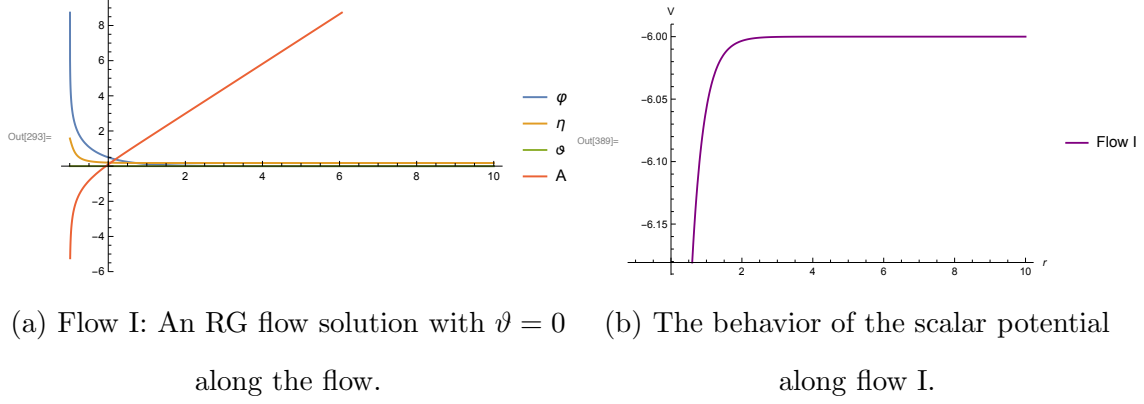 8
6
4
2
-2
-4
-6
2 4 6 8 10
Out[293]=
φ
η
ϑ
A
V
-6.00
-6.05
-6.10
-6.15
2 4 6 8 10
r
Out[389]=
Flow I
(a) Flow I: An RG flow solution with ϑ = 0
along the flow.
(b) The behavior of the scalar potential
along flow I.